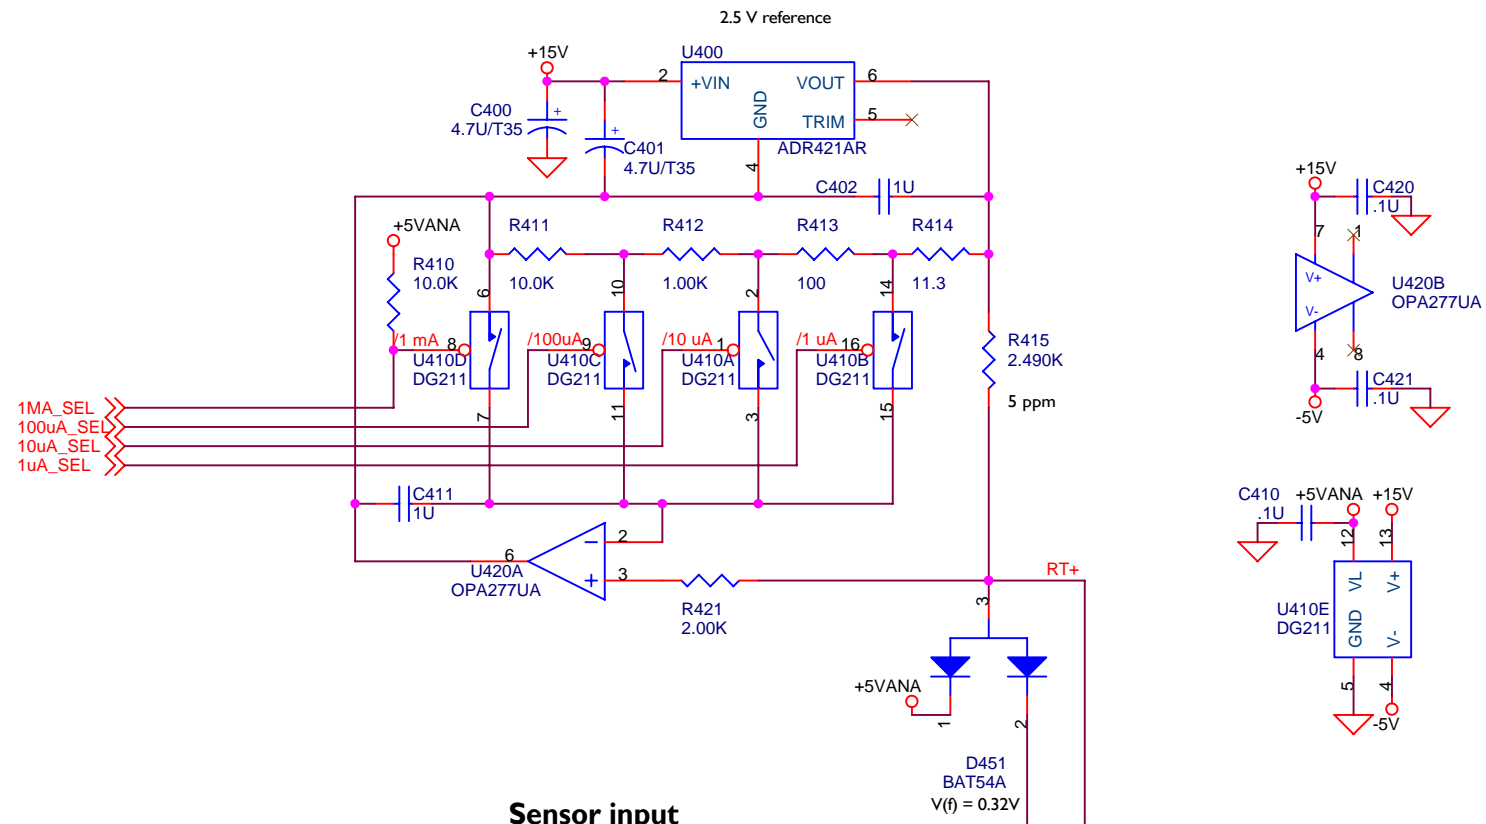 2.5 V reference
+15V
U400
2
+VIN
VOUT
6
GND
TRIM
5
4
ADR421AR
C400
4.7U/T35
+
C401
4.7U/T35
+
C402
1U
+5VANA
R410
10.0K
R411
10.0K
R412
1.00K
R413
100
R414
11.3
6
10
2
14
/1 mA
8
U410D
DG211
/100uA
9
U410C
DG211
/10 uA
1
U410A
DG211
/1 uA
16
U410B
DG211
R415
2.490K
5 ppm
7
11
3
15
1MA_SEL
100uA_SEL
10uA_SEL
1uA_SEL
C411
1U
6
2
3
U420A
OPA277UA
R421
2.00K
RT+
3
+5VANA
1
2
D451
BAT54A
V(f) = 0.32V
Sensor input
+15V
C420
.1U
7
1
V+
V-
U420B
OPA277UA
4
8
C421
.1U
-5V
C410
.1U
+5VANA
+15V
12
13
VL
V+
U410E
DG211
GND
V-
5
4
-5V